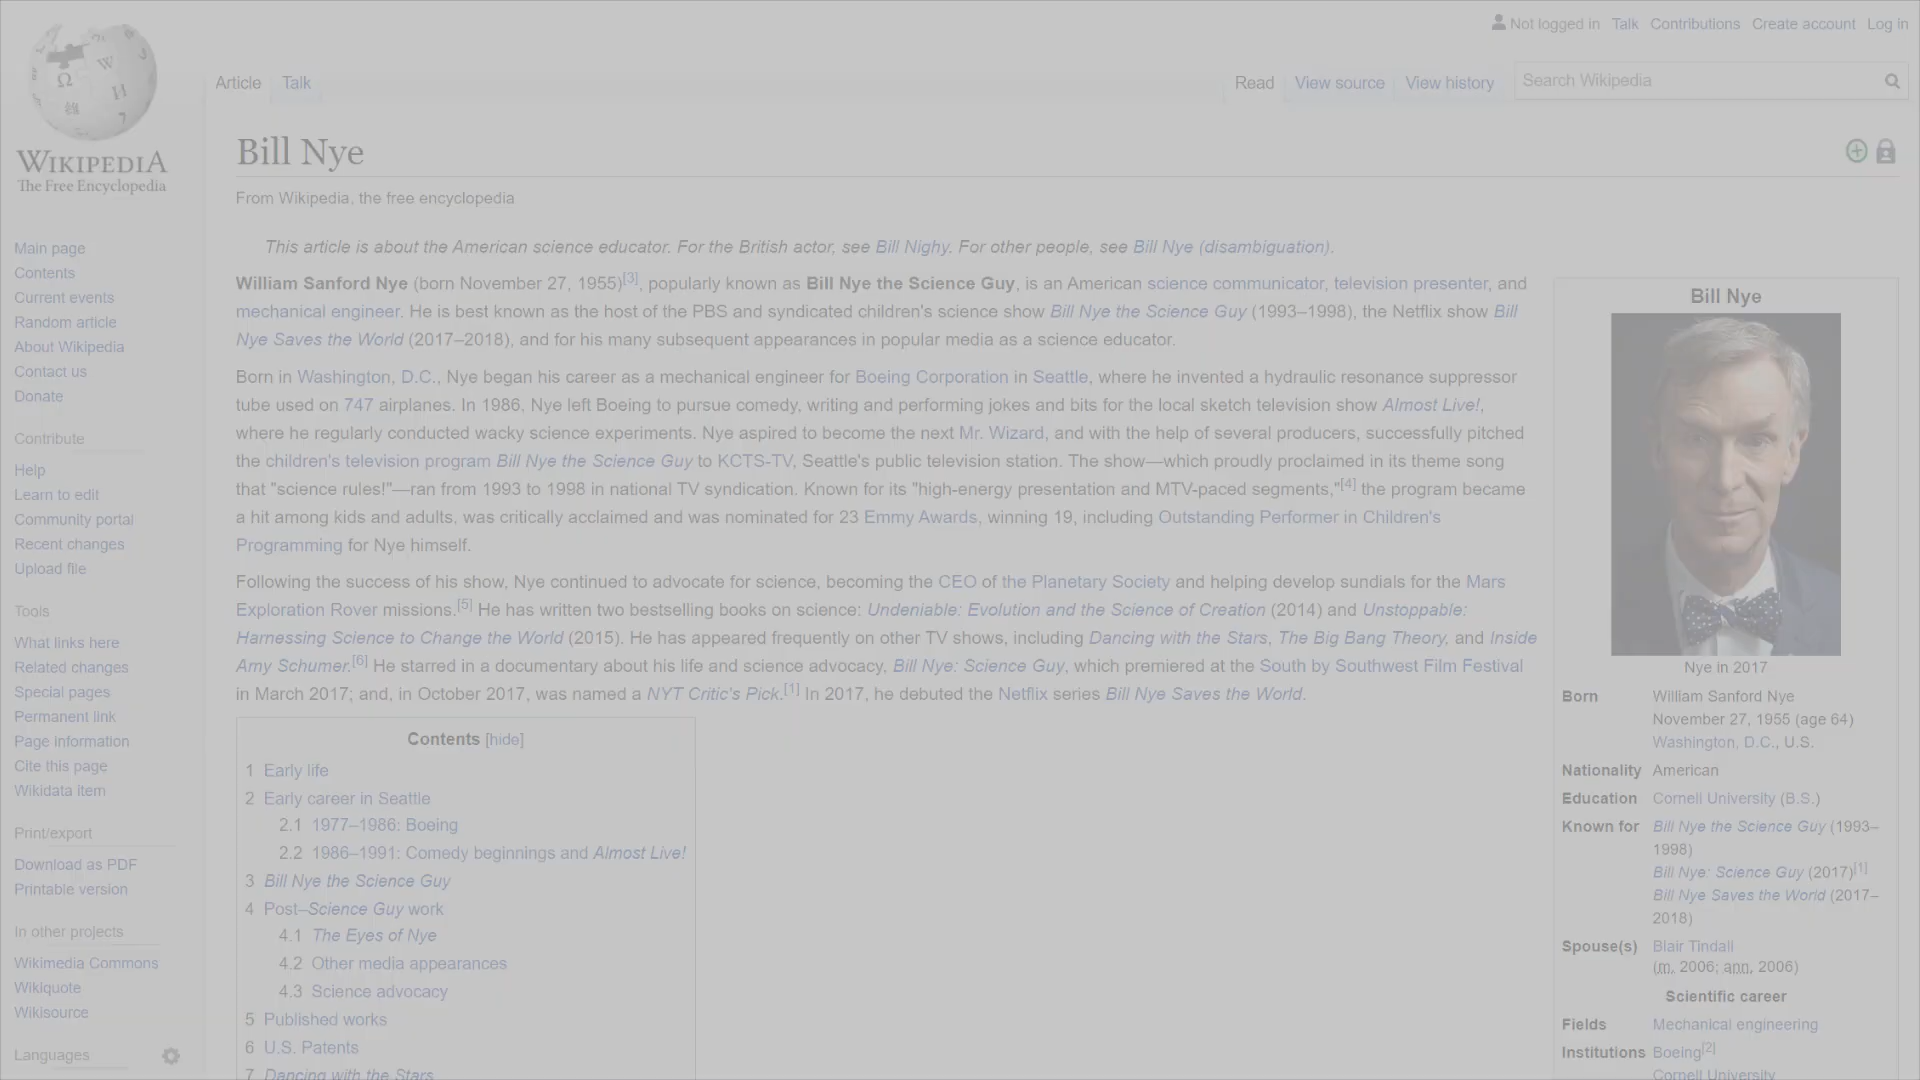 Not logged in Talk Contributions Create account Log in
Article Talk Read View source View history Search Wikipedia
WIKIPEDIA
The Free Encyclopedia
Main page
Contents
Current events
Random article
About Wikipedia
Contact us
Donate
Contribute
Help
Learn to edit
Community portal
Recent changes
Upload file
Tools
What links here
Related changes
Special pages
Permanent link
Page information
Cite this page
Wikidata item
Print/export
Download as PDF
Printable version
In other projects
Wikimedia Commons
Wikiquote
Wikisource
Languages
Bill Nye
From Wikipedia, the free encyclopedia
This article is about the American science educator. For the British actor, see Bill Nighy. For other people, see Bill Nye (disambiguation).
William Sanford Nye (born November 27, 1955)[3], popularly known as Bill Nye the Science Guy, is an American science communicator, television presenter, and
mechanical engineer. He is best known as the host of the PBS and syndicated children's science show Bill Nye the Science Guy (1993–1998), the Netflix show Bill
Nye Saves the World (2017–2018), and for his many subsequent appearances in popular media as a science educator.
Born in Washington, D.C., Nye began his career as a mechanical engineer for Boeing Corporation in Seattle, where he invented a hydraulic resonance suppressor
tube used on 747 airplanes. In 1986, Nye left Boeing to pursue comedy, writing and performing jokes and bits for the local sketch television show Almost Live!,
where he regularly conducted wacky science experiments. Nye aspired to become the next Mr. Wizard, and with the help of several producers, successfully pitched
the children's television program Bill Nye the Science Guy to KCTS-TV, Seattle's public television station. The show—which proudly proclaimed in its theme song
that "science rules!"—ran from 1993 to 1998 in national TV syndication. Known for its "high-energy presentation and MTV-paced segments,"[4] the program became
a hit among kids and adults, was critically acclaimed and was nominated for 23 Emmy Awards, winning 19, including Outstanding Performer in Children's
Programming for Nye himself.
Following the success of his show, Nye continued to advocate for science, becoming the CEO of the Planetary Society and helping develop sundials for the Mars
Exploration Rover missions.[5] He has written two bestselling books on science: Undeniable: Evolution and the Science of Creation (2014) and Unstoppable:
Harnessing Science to Change the World (2015). He has appeared frequently on other TV shows, including Dancing with the Stars, The Big Bang Theory, and Inside
Amy Schumer.[6] He starred in a documentary about his life and science advocacy, Bill Nye: Science Guy, which premiered at the South by Southwest Film Festival
in March 2017; and, in October 2017, was named a NYT Critic's Pick.[1] In 2017, he debuted the Netflix series Bill Nye Saves the World.
Contents [hide]
1 Early life
2 Early career in Seattle
2.1 1977–1986: Boeing
2.2 1986–1991: Comedy beginnings and Almost Live!
3 Bill Nye the Science Guy
4 Post–Science Guy work
4.1 The Eyes of Nye
4.2 Other media appearances
4.3 Science advocacy
5 Published works
6 U.S. Patents
7 Dancing with the Stars
Bill Nye
Nye in 2017
Born William Sanford Nye
November 27, 1955 (age 64)
Washington, D.C., U.S.
Nationality American
Education Cornell University (B.S.)
Known for Bill Nye the Science Guy (1993–
1998)
Bill Nye: Science Guy (2017)[1]
Bill Nye Saves the World (2017–
2018)
Spouse(s) Blair Tindall
(m. 2006; ann. 2006)
Scientific career
Fields Mechanical engineering
Institutions Boeing[2]
Cornell University